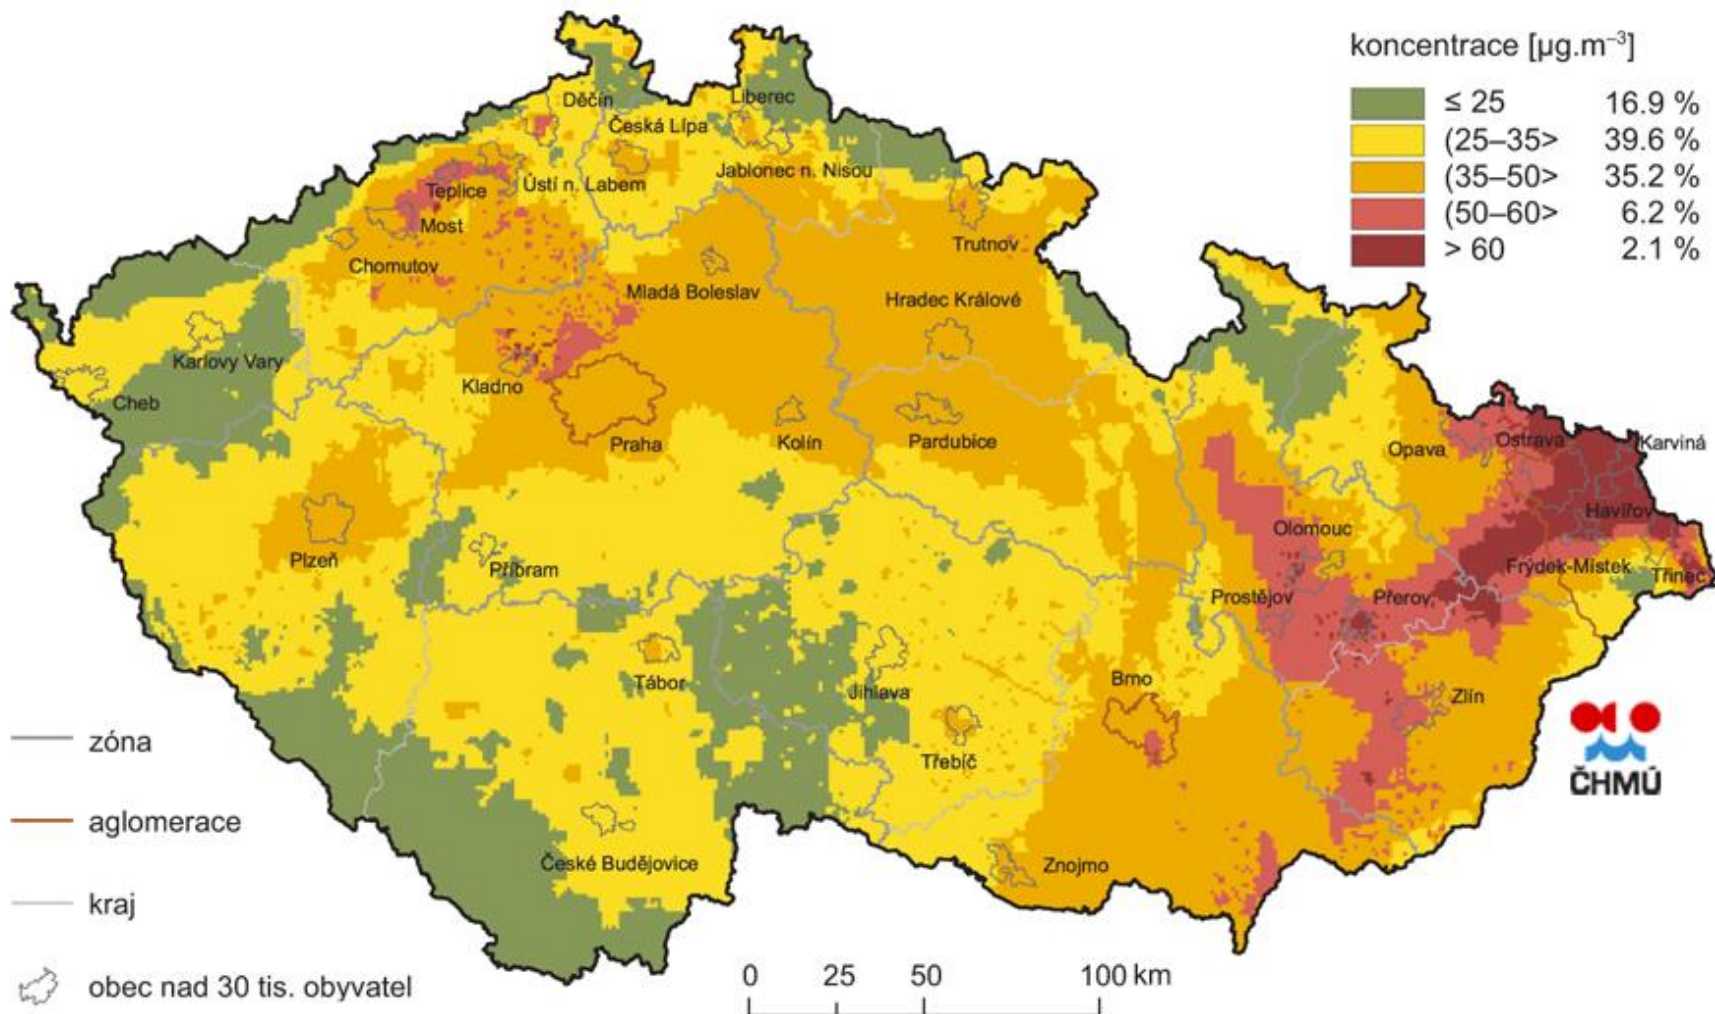 koncentrace [µg.m⁻³]
≤ 25 16.9 %
(25–35> 39.6 %
(35–50> 35.2 %
(50–60> 6.2 %
> 60 2.1 %
Děčín
Liberec
Česká Lípa
Teplice
Ústí n. Labem
Jablonec n. Nisou
Most
Trutnov
Chomutov
Mladá Boleslav
Hradec Králové
Karlovy Vary
Kladno
Cheb
Praha
Kolín
Pardubice
Opava
Ostrava
Karviná
Havířov
Olomouc
Plzeň
Příbram
Frýdek-Místek
Třinec
Prostějov
Přerov
Tábor
Jihlava
Brno
Zlín
Třebíč
ČHMÚ
České Budějovice
Znojmo
zóna
aglomerace
kraj
obec nad 30 tis. obyvatel
0 25 50 100 km